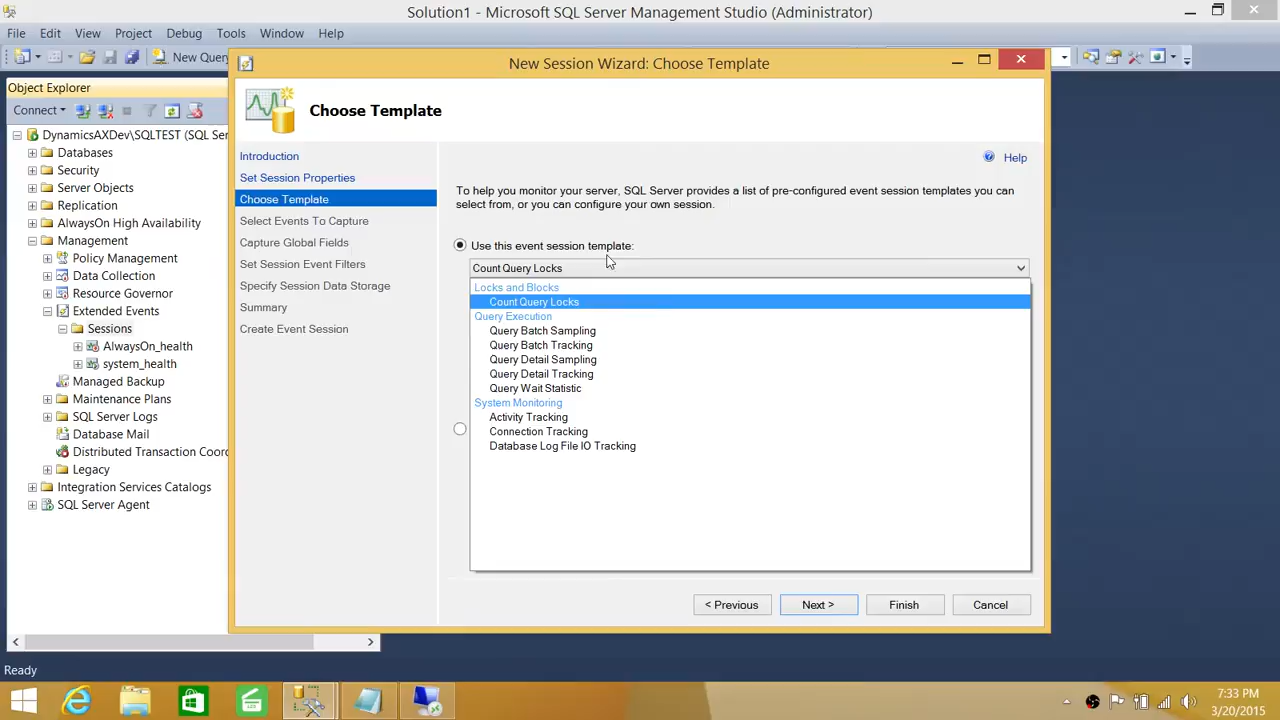 Solution1 - Microsoft SQL Server Management Studio (Administrator)
File Edit View Project Debug Tools Window Help
New Query
Object Explorer
Connect
DynamicsAXDev\SQLTEST (SQL Ser
Databases
Security
Server Objects
Replication
AlwaysOn High Availability
Management
Policy Management
Data Collection
Resource Governor
Extended Events
Sessions
AlwaysOn_health
system_health
Managed Backup
Maintenance Plans
SQL Server Logs
Database Mail
Distributed Transaction Coor
Legacy
Integration Services Catalogs
SQL Server Agent
New Session Wizard: Choose Template
Choose Template
Introduction
Set Session Properties
Choose Template
Select Events To Capture
Capture Global Fields
Set Session Event Filters
Specify Session Data Storage
Summary
Create Event Session
Help
To help you monitor your server, SQL Server provides a list of pre-configured event session templates you can
select from, or you can configure your own session.
Use this event session template:
Count Query Locks
Locks and Blocks
Count Query Locks
Query Execution
Query Batch Sampling
Query Batch Tracking
Query Detail Sampling
Query Detail Tracking
Query Wait Statistic
System Monitoring
Activity Tracking
Connection Tracking
Database Log File IO Tracking
< Previous Next > Finish Cancel
Ready
7:33 PM
3/20/2015